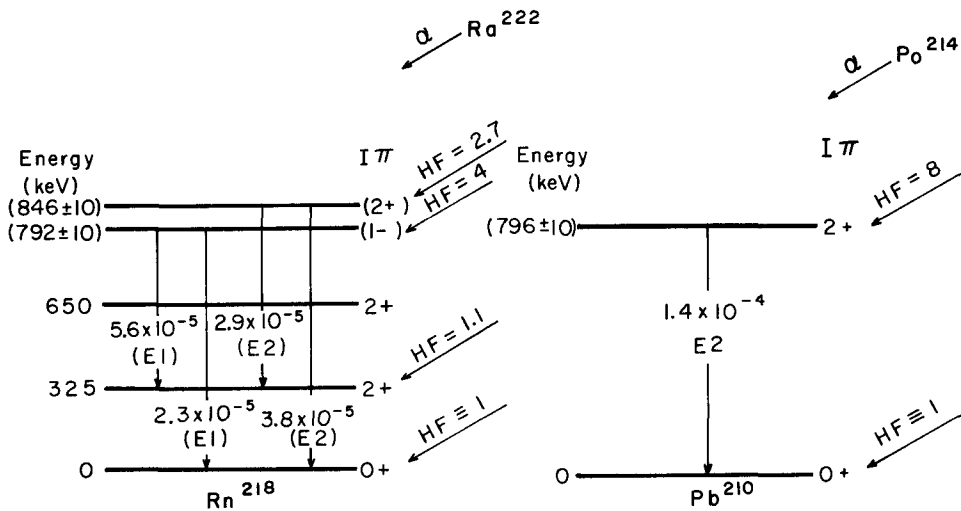 α Ra²²²
Energy
(keV)
Iπ
HF = 2.7
HF = 4
(846±10)
(2+)
(792±10)
(1-)
650
2+
5.6x10⁻⁵
(E1)
2.9x10⁻⁵
(E2)
HF = 1.1
325
2+
2.3x10⁻⁵
(E1)
3.8x10⁻⁵
(E2)
HF ≡ 1
0
0+
Rn²¹⁸
α Po²¹⁴
Energy
(keV)
Iπ
HF = 8
(796±10)
2+
1.4x10⁻⁴
E2
HF ≡ 1
0
0+
Pb²¹⁰